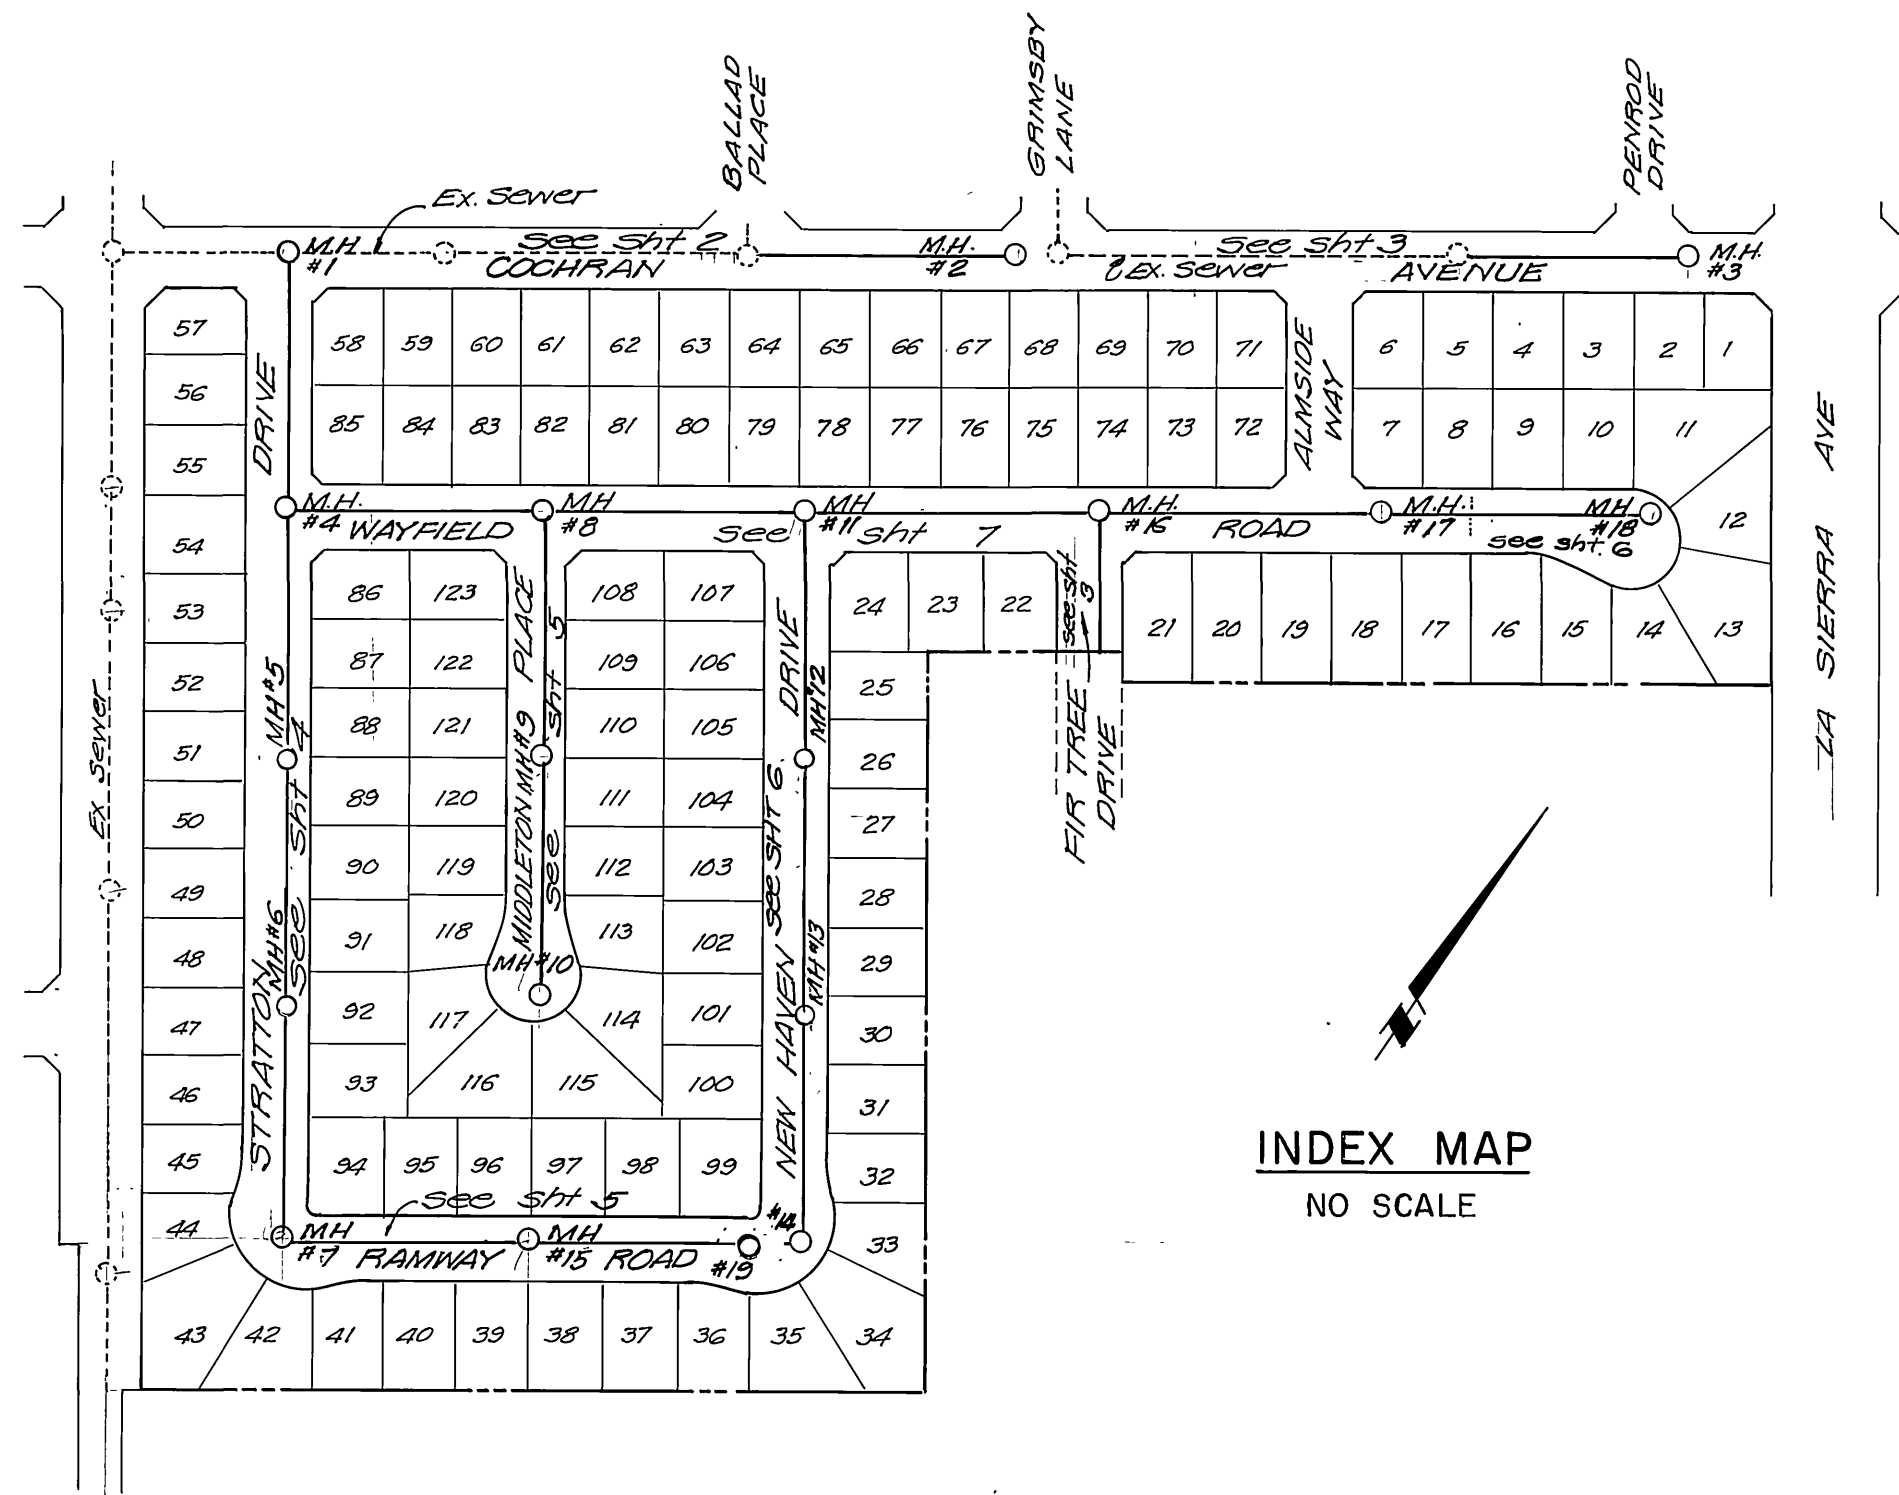 BALLAD
PLACE
GRIMSBY
LANE
PENROD
DRIVE
Ex. Sewer
M.H.
#1
see sht 2
COCHRAN
M.H.
#2
see sht 3
Ex. Sewer
AVENUE
M.H.
#3
57
58 59 60 61 62 63 64 65 66 67 68 69 70 71
6 5 4 3 2 1
56
DRIVE
85 84 83 82 81 80 79 78 77 76 75 74 73 72
ALMSIDE
WAY
7 8 9 10 11
LA SIERRA AVE
55
M.H.
#4
WAYFIELD
MH
#8
see sht 7
MH
#11
M.H.
#16
ROAD
M.H.
#17
MH
#18
see sht. 6
12
54
86 123
108 107
24 23 22
see sht
3
21 20 19 18 17 16 15 14 13
53
87 122
109 106
25
52
88 121
110 105
26
51
89 120
111 104
27
50
90 119
112 103
28
49
91 118
113 102
29
48
92 117
114 101
30
47
93 116 115 100
31
46
94 95 96 97 98 99
32
45
44
33
43 42 41 40 39 38 37 36 35 34
Ex Sewer
STRATTON
MH#5
MH#6
see sht 4
MIDDLETON
PLACE
MH#9
see sht 5
MH#10
NEW HAVEN
DRIVE
see SHT 6
MH#12
MH#13
#14
FIR TREE
DRIVE
see sht 5
MH
#7
RAMWAY
MH
#15
ROAD
#19
INDEX MAP
NO SCALE